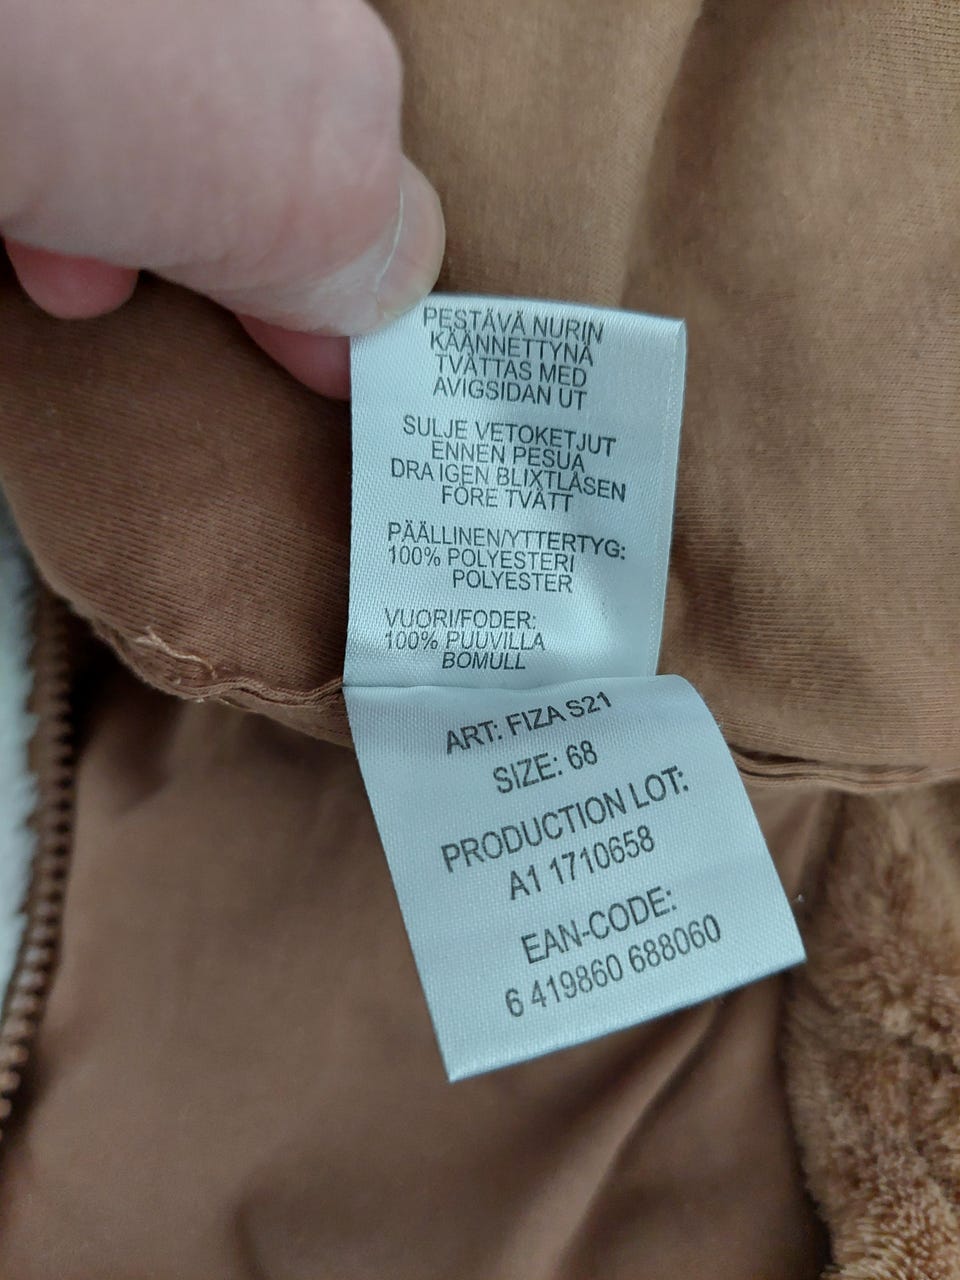 PESTÄVÄ NURIN
KÄÄNNETTYNÄ
TVÄTTAS MED
AVIGSIDAN UT
SULJE VETOKETJUT
ENNEN PESUA
DRA IGEN BLIXTLÅSEN
FÖRE TVÄTT
PÄÄLLINEN/YTTERTYG:
100% POLYESTERI
POLYESTER
VUORI/FODER:
100% PUUVILLA
BOMULL
ART: FIZA S21
SIZE: 68
PRODUCTION LOT:
A1 1710658
EAN-CODE:
6 419860 688060